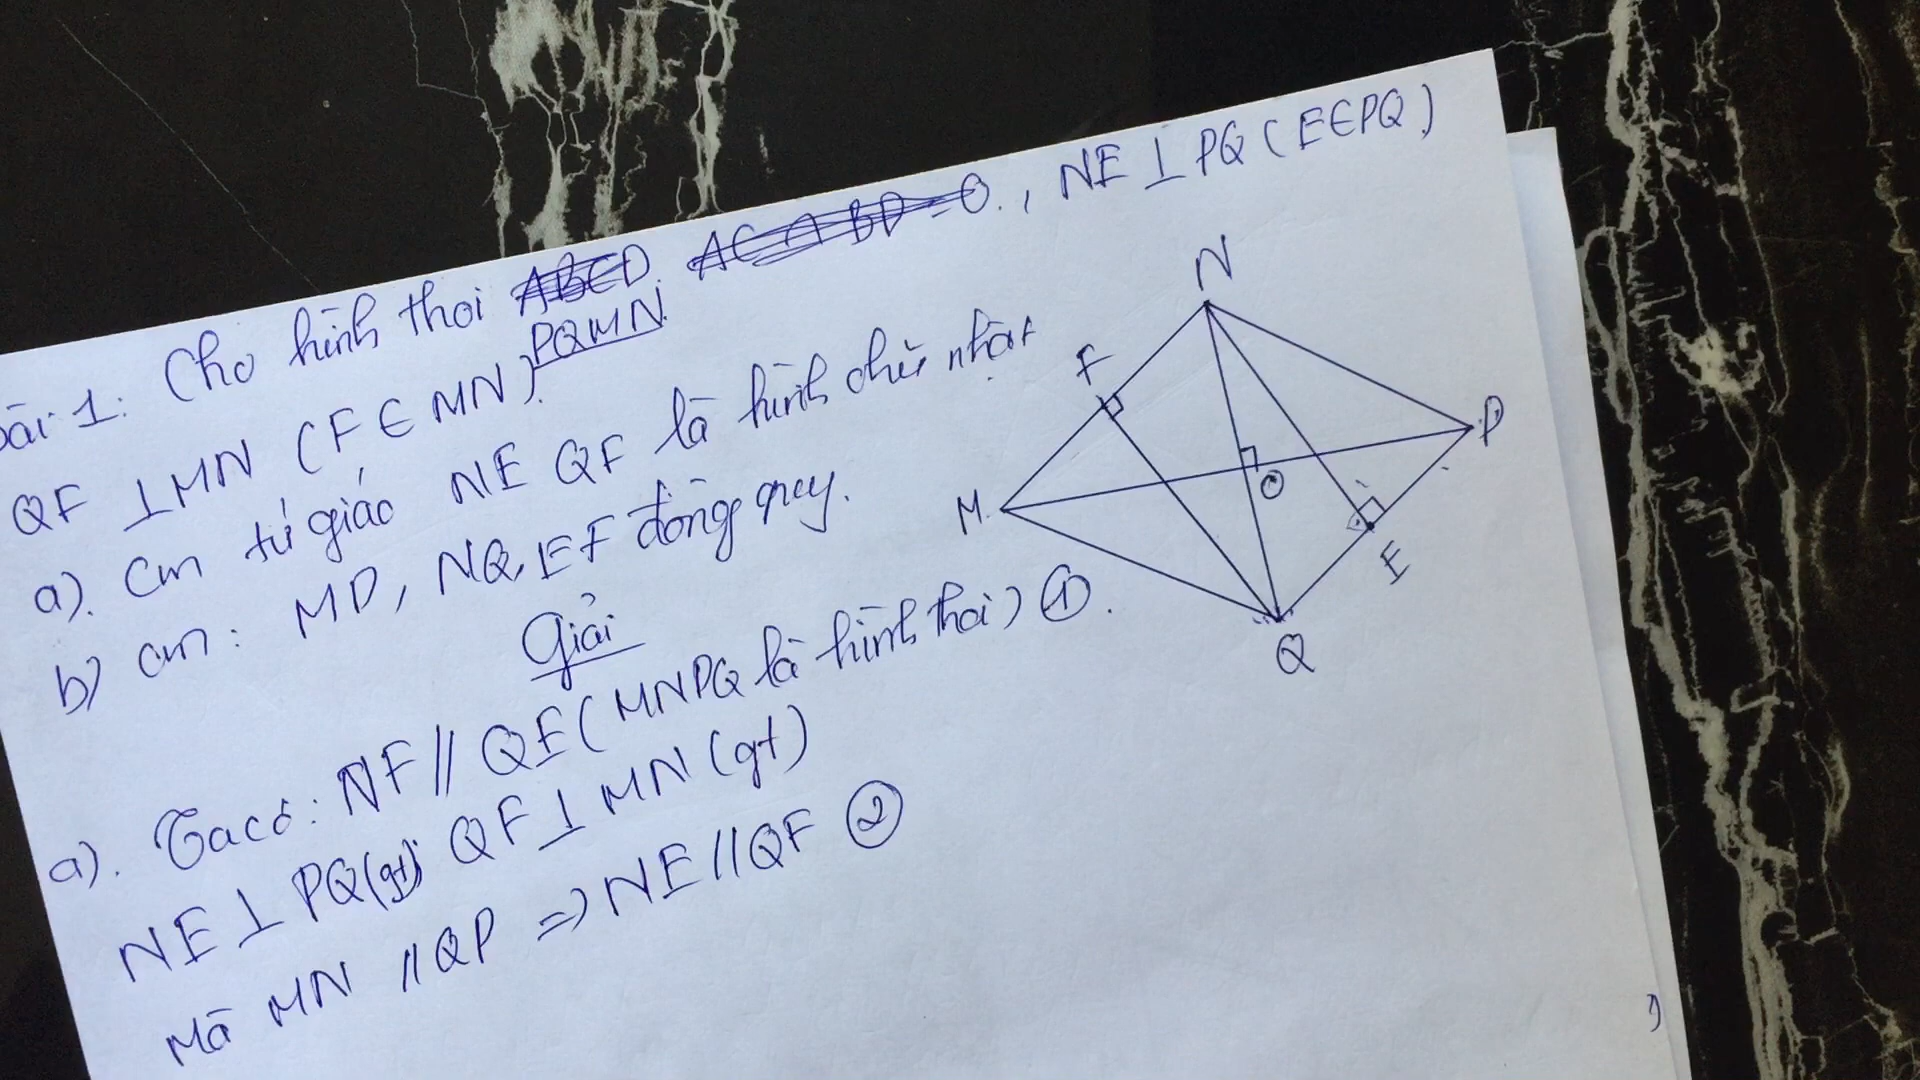 bài 1: Cho hình thoi ABCD. AC ∩ BD = O., NE ⊥ PQ (E∈PQ)
PQMN.
QF ⊥ MN (F ∈ MN).
a). Cm tứ giác NE QF là hình chữ nhật
b) cm: MP, NQ, EF đồng quy.
Giải
a). Ta có: NF // QE (MNPQ là hình thoi) ①.
NE ⊥ PQ (gt); QF ⊥ MN (gt)
Mà MN // QP => NE // QF ②
N
F
P
M.
O
E
Q